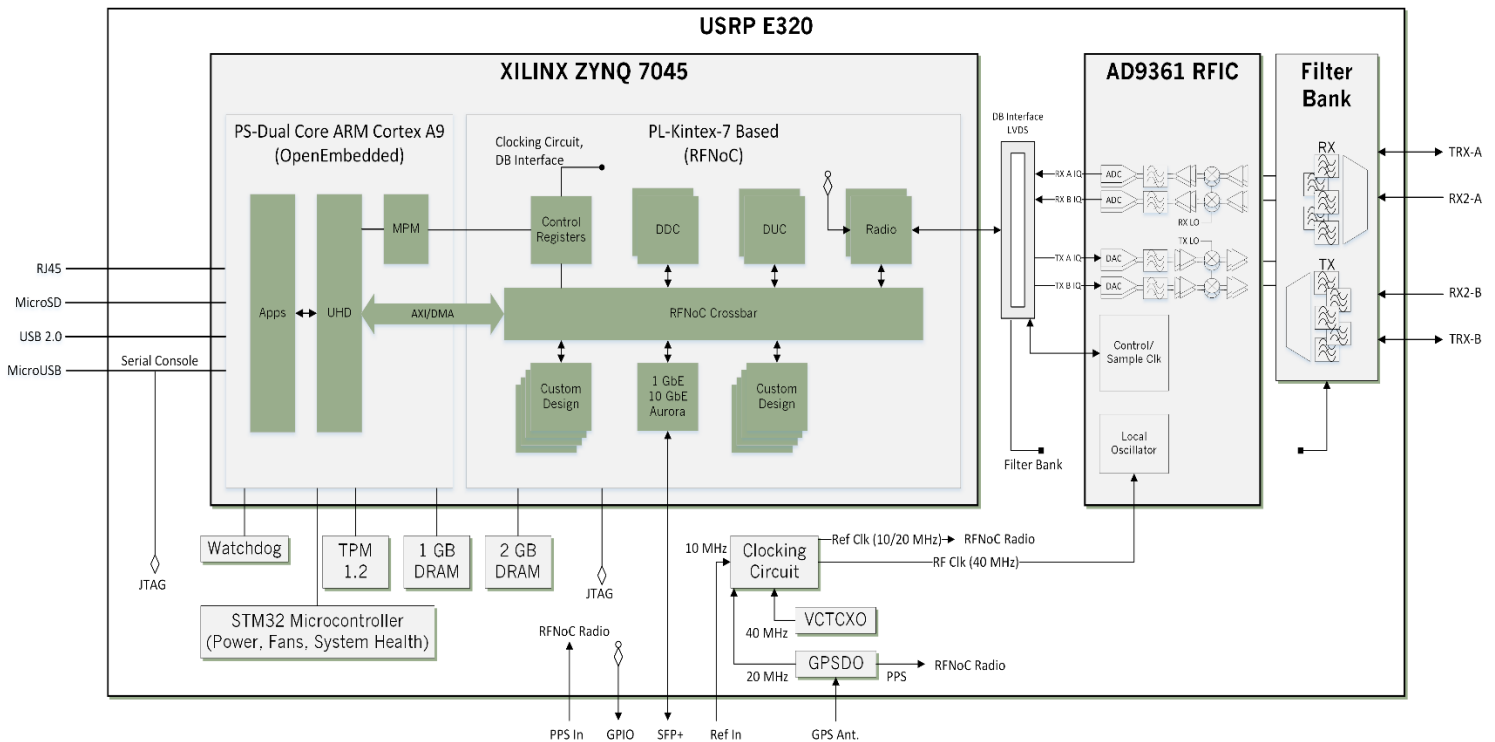 USRP E320
XILINX ZYNQ 7045
AD9361 RFIC
Filter
Bank
PS-Dual Core ARM Cortex A9
(OpenEmbedded)
PL-Kintex-7 Based
(RFNoC)
Clocking Circuit,
DB Interface
DB Interface
LVDS
Apps
UHD
MPM
Control
Registers
DDC
DUC
Radio
AXI/DMA
RFNoC Crossbar
Custom
Design
1 GbE
10 GbE
Aurora
Custom
Design
RJ45
MicroSD
USB 2.0
MicroUSB
Serial Console
JTAG
RX A IQ
RX B IQ
TX A IQ
TX B IQ
ADC
ADC
RX LO
TX LO
DAC
DAC
Control/
Sample Clk
Local
Oscillator
Filter Bank
RX
TX
TRX-A
RX2-A
RX2-B
TRX-B
Watchdog
TPM
1.2
1 GB
DRAM
2 GB
DRAM
JTAG
STM32 Microcontroller
(Power, Fans, System Health)
10 MHz
Clocking
Circuit
Ref Clk (10/20 MHz)
RFNoC Radio
RF Clk (40 MHz)
VCTCXO
40 MHz
GPSDO
20 MHz
PPS
RFNoC Radio
RFNoC Radio
PPS In
GPIO
SFP+
Ref In
GPS Ant.